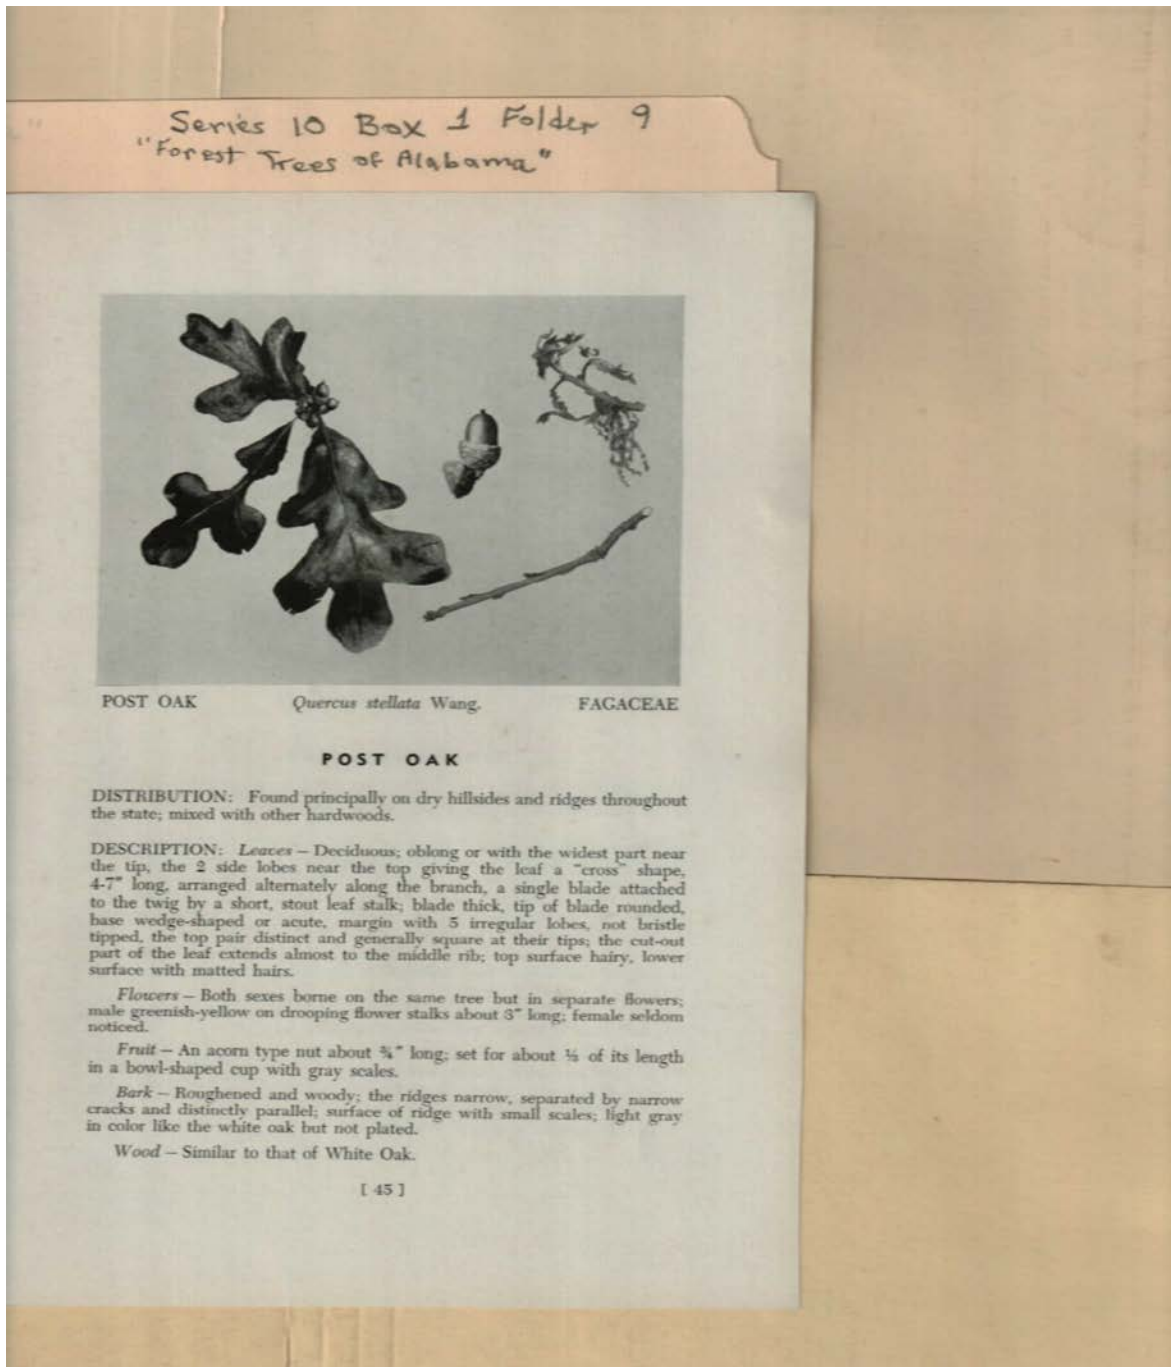 Series 10 Box 1 Folder 9
"Forest Trees of Alabama"
POST OAK Quercus stellata Wang. FAGACEAE
POST OAK
DISTRIBUTION: Found principally on dry hillsides and ridges throughout
the state; mixed with other hardwoods.
DESCRIPTION: Leaves – Deciduous; oblong or with the widest part near
the tip, the 2 side lobes near the top giving the leaf a "cross" shape,
4-7" long, arranged alternately along the branch, a single blade attached
to the twig by a short, stout leaf stalk; blade thick, tip of blade rounded,
base wedge-shaped or acute, margin with 5 irregular lobes, not bristle
tipped, the top pair distinct and generally square at their tips; the cut-out
part of the leaf extends almost to the middle rib; top surface hairy, lower
surface with matted hairs.
Flowers – Both sexes borne on the same tree but in separate flowers;
male greenish-yellow on drooping flower stalks about 3" long; female seldom
noticed.
Fruit – An acorn type nut about ¾" long; set for about ⅓ of its length
in a bowl-shaped cup with gray scales.
Bark – Roughened and woody; the ridges narrow, separated by narrow
cracks and distinctly parallel; surface of ridge with small scales; light gray
in color like the white oak but not plated.
Wood – Similar to that of White Oak.
[ 45 ]